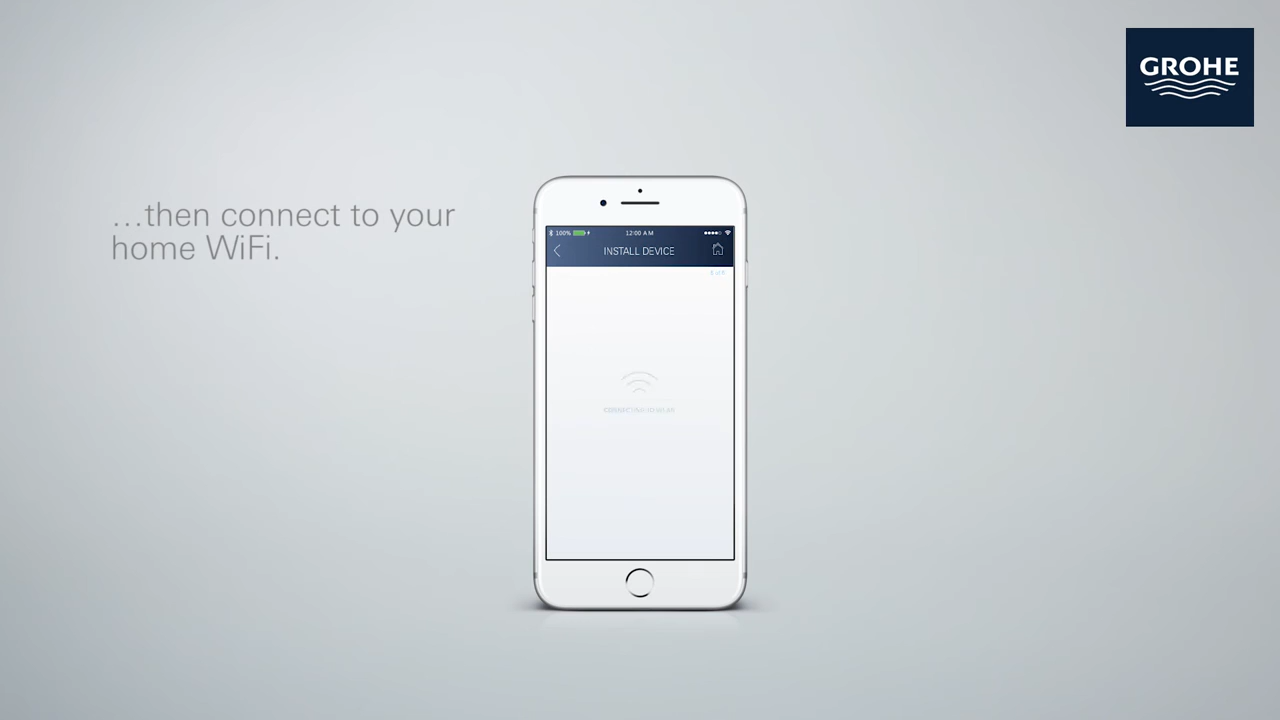 GROHE
…then connect to your
home WiFi.
100%
12:00 AM
INSTALL DEVICE